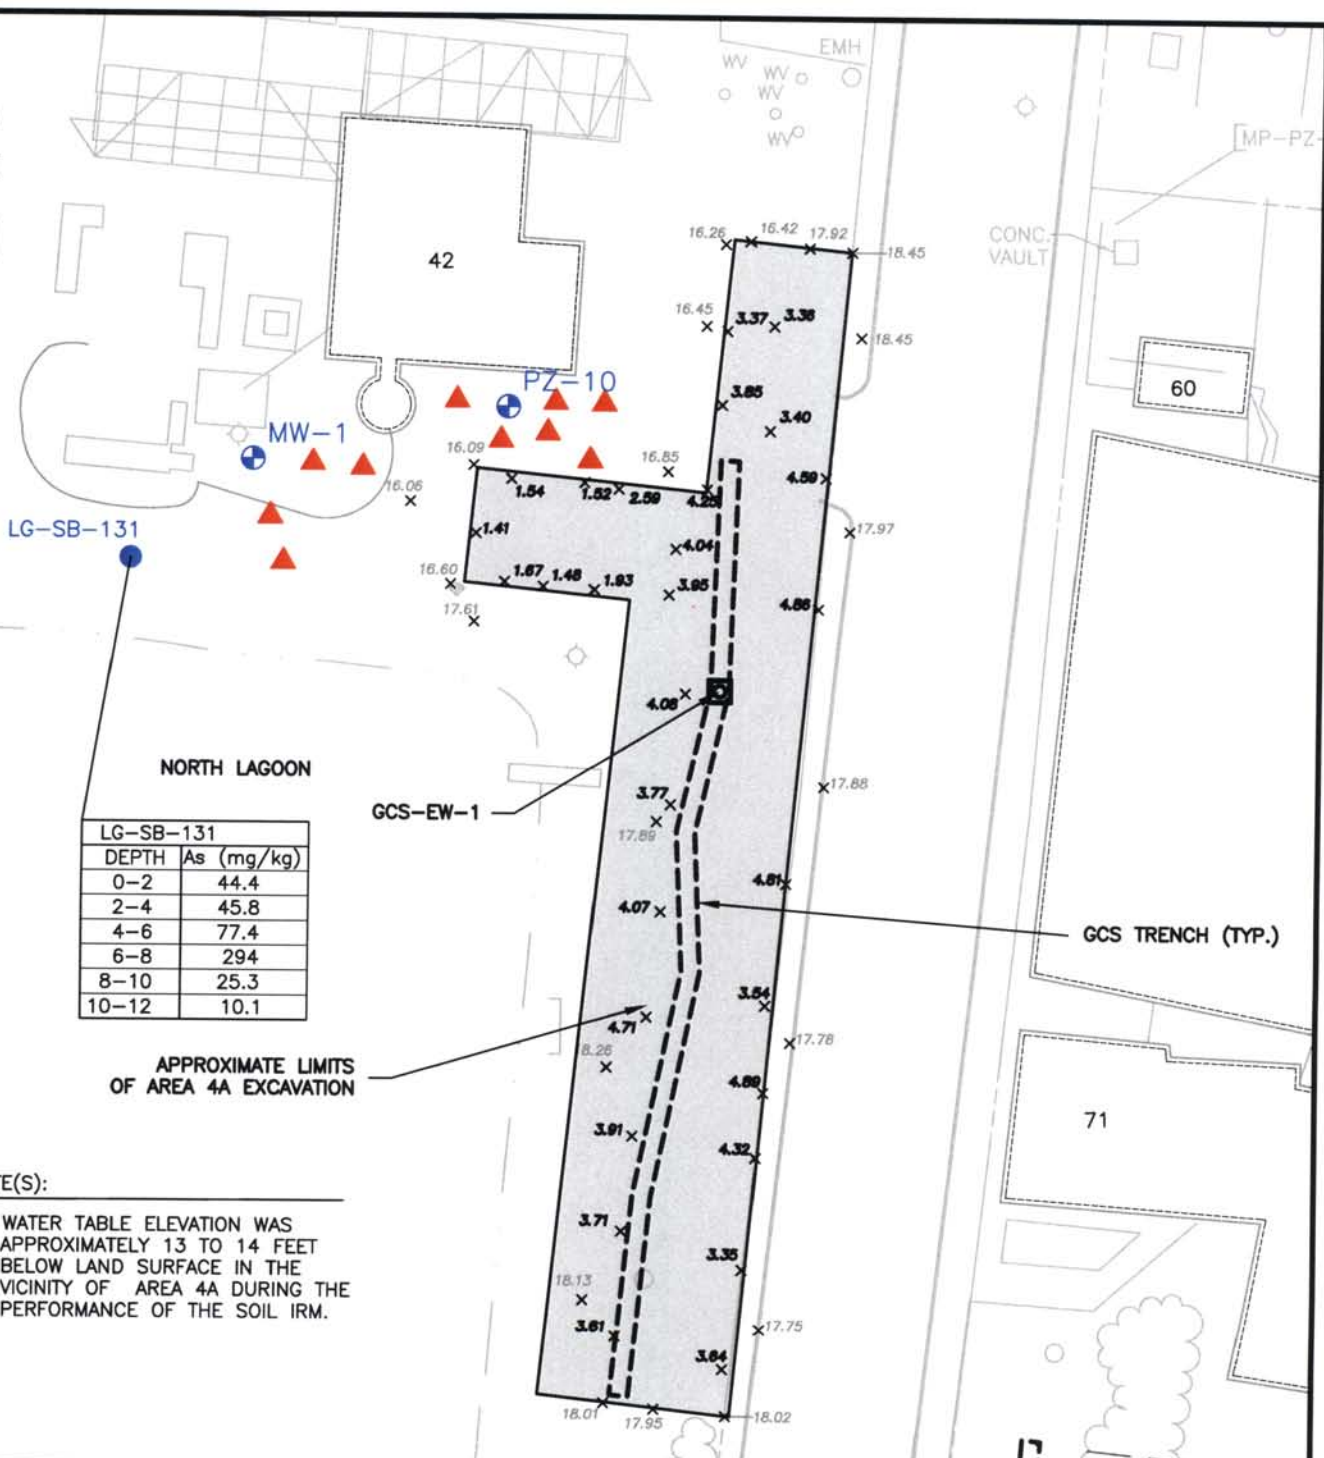 EMH
WV
WV
WV
WV
MP-PZ-
42
CONC.
VAULT
16.26
16.42
17.92
18.45
16.45
3.37
3.38
18.45
60
PZ-10
3.85
3.40
MW-1
16.09
16.85
4.59
16.06
1.54
1.52
2.59
4.25
LG-SB-131
1.41
17.97
4.04
16.60
1.67
1.48
1.93
3.95
17.61
4.86
4.08
NORTH LAGOON
GCS-EW-1
3.77
17.88
17.89
LG-SB-131
DEPTH As (mg/kg)
0-2 44.4
2-4 45.8
4-6 77.4
6-8 294
8-10 25.3
10-12 10.1
4.81
4.07
GCS TRENCH (TYP.)
3.54
4.71
17.78
8.26
APPROXIMATE LIMITS
OF AREA 4A EXCAVATION
4.89
3.91
4.32
71
TE(S):
WATER TABLE ELEVATION WAS
APPROXIMATELY 13 TO 14 FEET
BELOW LAND SURFACE IN THE
VICINITY OF AREA 4A DURING THE
PERFORMANCE OF THE SOIL IRM.
3.71
3.35
18.13
3.61
17.75
3.64
18.01
17.95
18.02